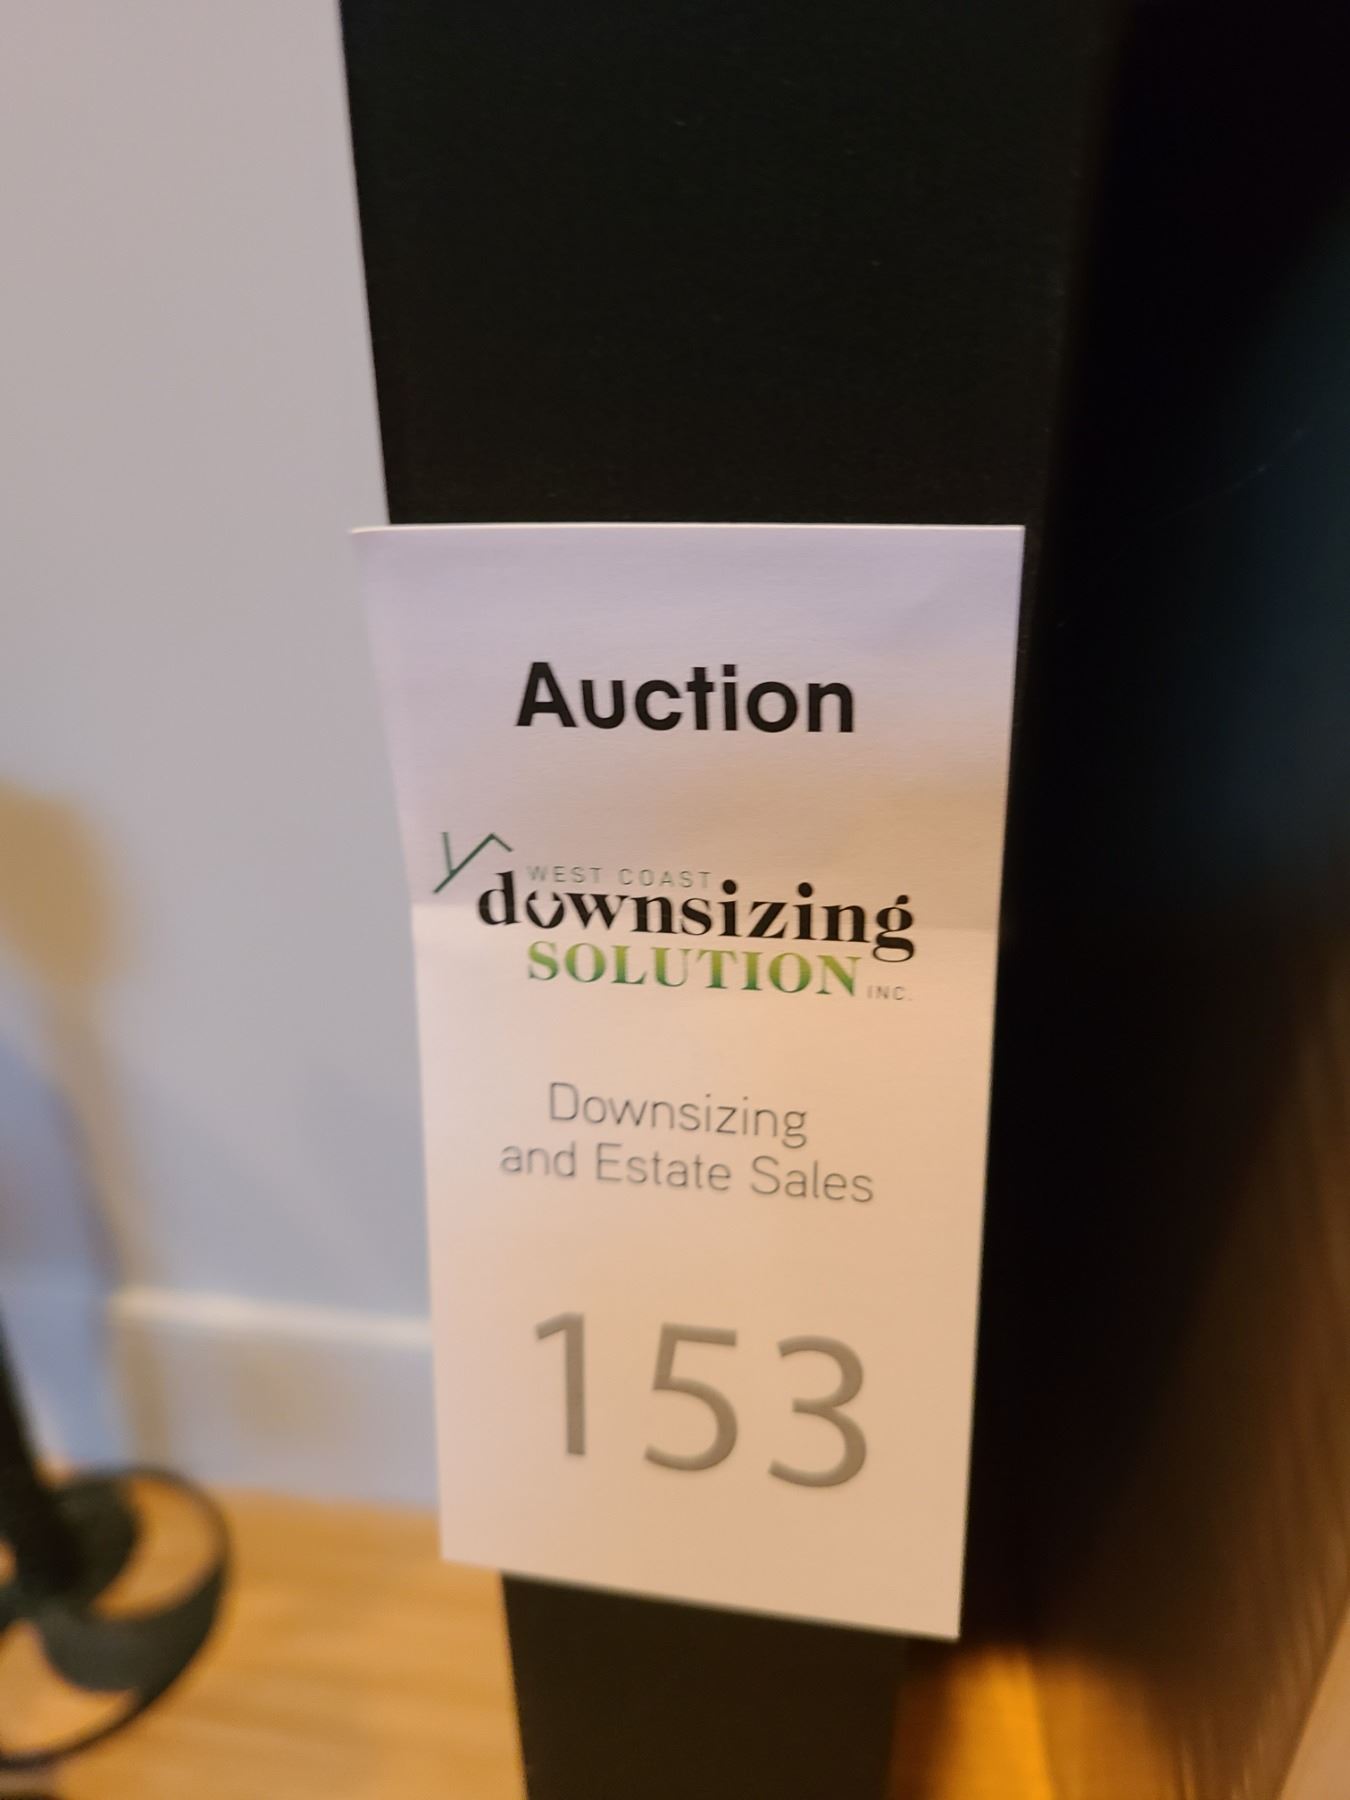 Auction
WEST COAST
downsizing
SOLUTION INC.
Downsizing
and Estate Sales
153